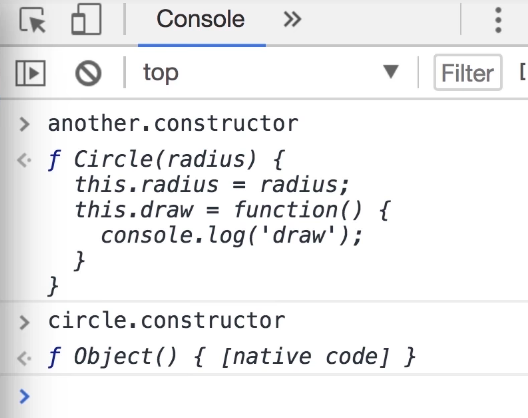 Console
top
Filter [
another.constructor
ƒ Circle(radius) {
this.radius = radius;
this.draw = function() {
console.log('draw');
}
}
circle.constructor
ƒ Object() { [native code] }